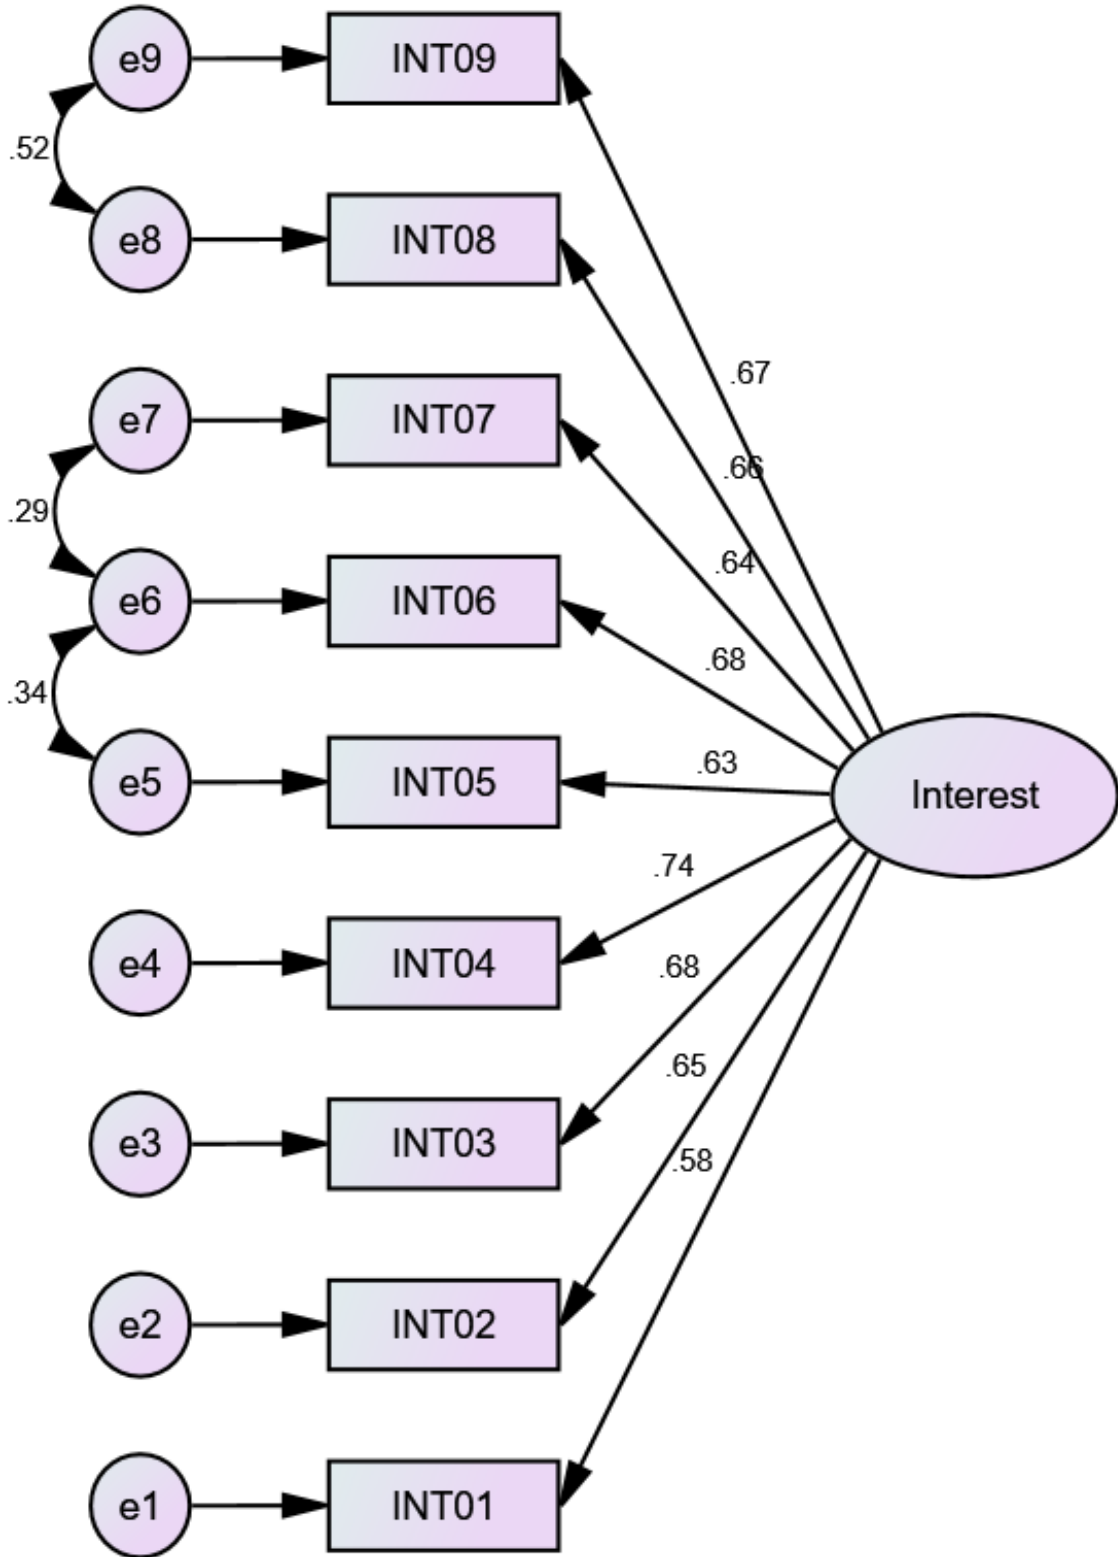 e9 INT09
.52
e8 INT08
.67
e7 INT07
.66
.29
.64
e6 INT06
.68
.34
.63
e5 INT05
Interest
.74
e4 INT04
.68
.65
e3 INT03
.58
e2 INT02
e1 INT01